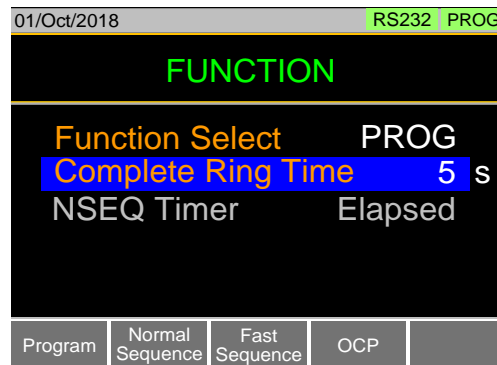 01/Oct/2018 RS232 PROG
FUNCTION
Function Select PROG
Complete Ring Time 5 s
NSEQ Timer Elapsed
Program Normal Sequence Fast Sequence OCP